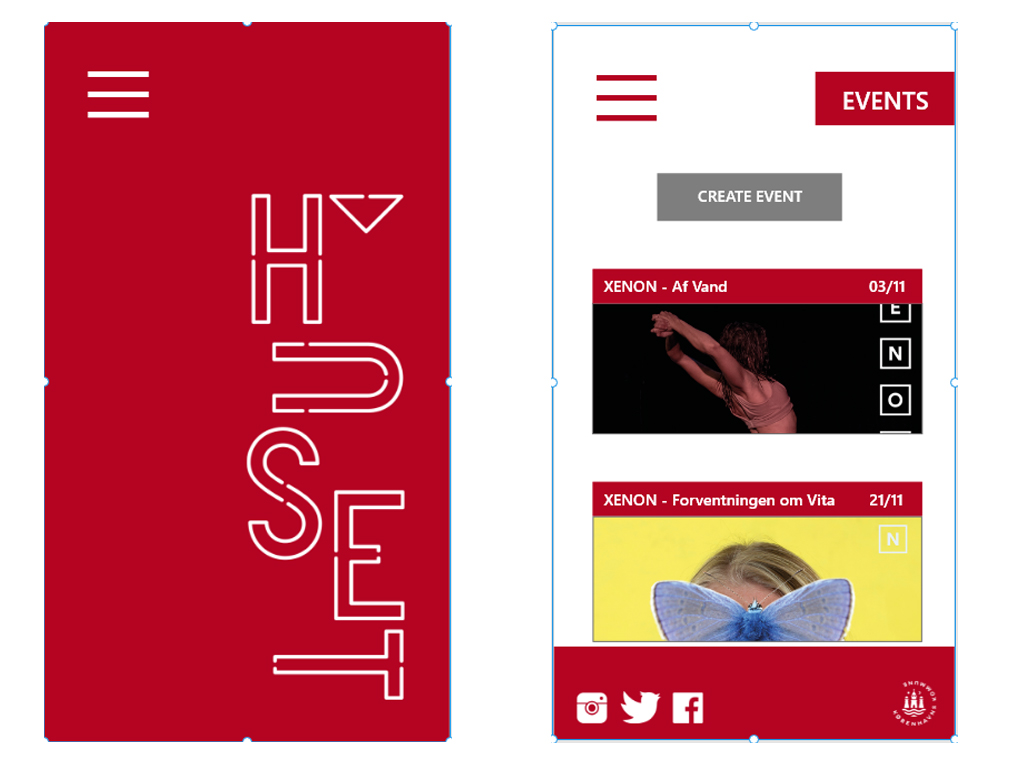 HUSET
EVENTS
CREATE EVENT
XENON - Af Vand 03/11
E
N
O
XENON - Forventningen om Vita 21/11
N
KØBENHAVNS KOMMUNE